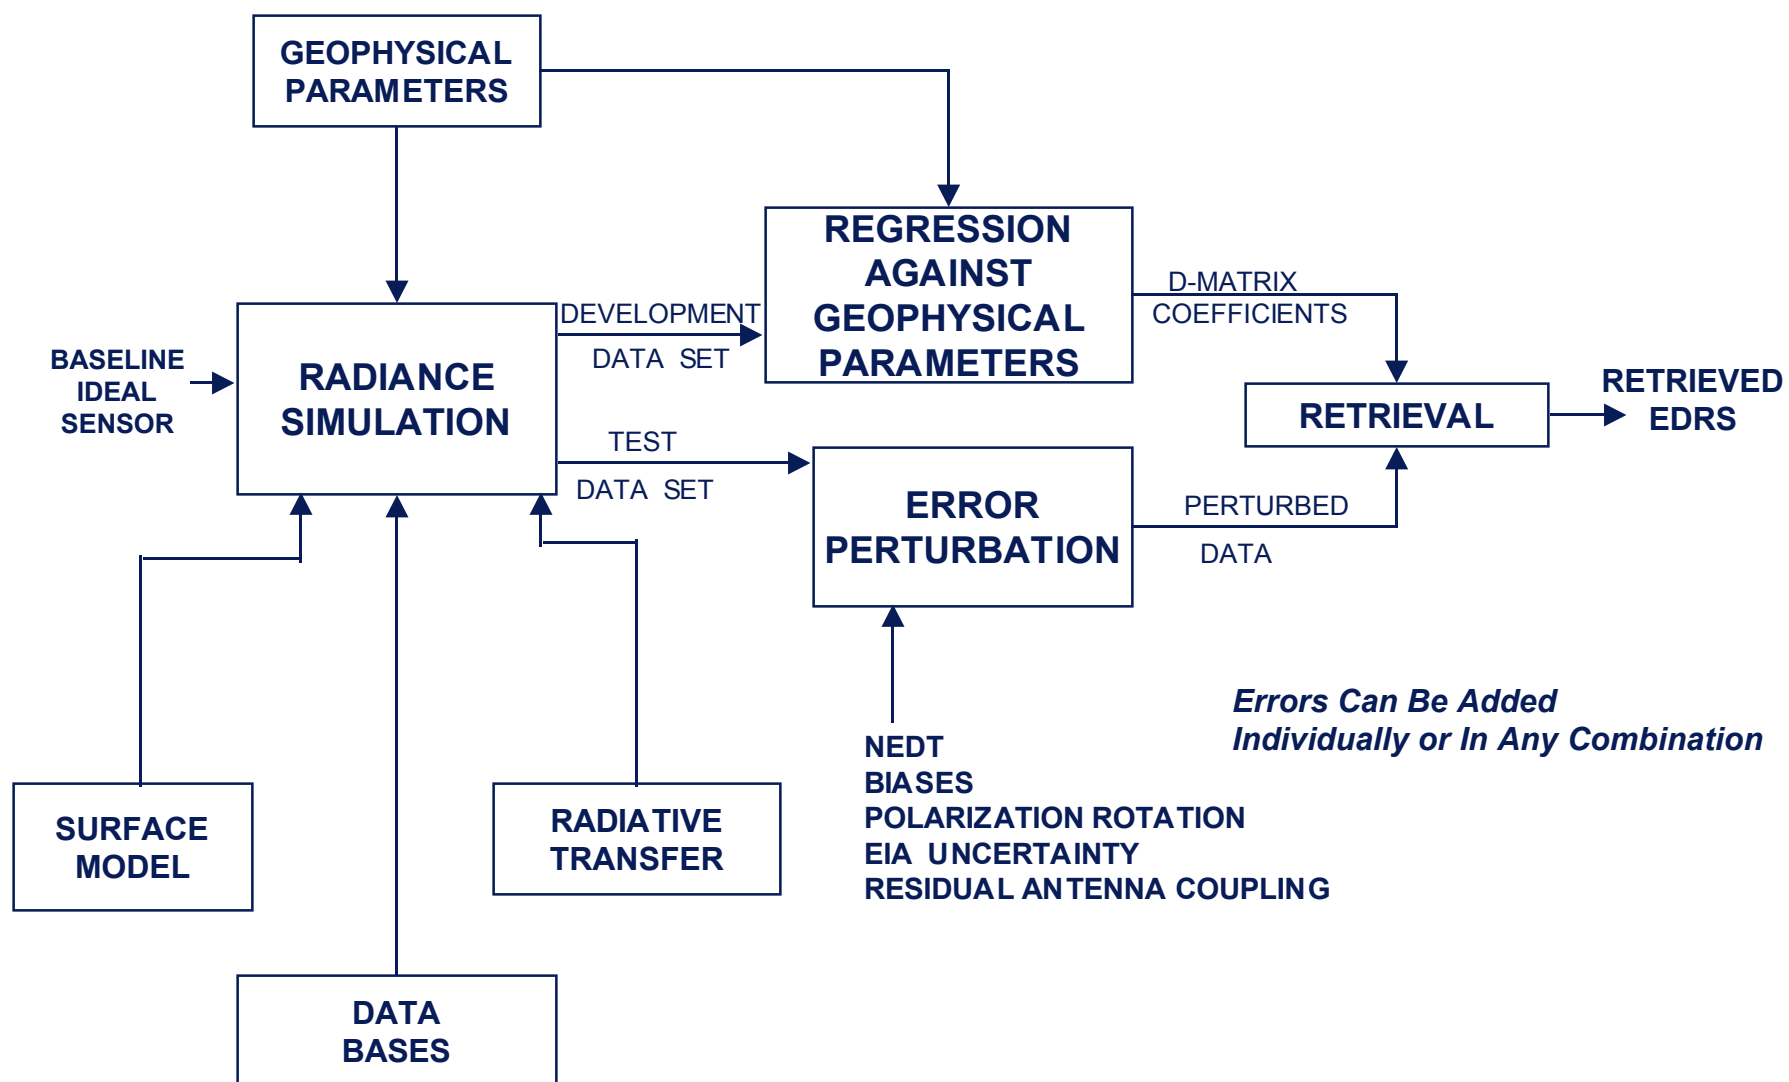 GEOPHYSICAL
PARAMETERS
REGRESSION
AGAINST
GEOPHYSICAL
PARAMETERS
D-MATRIX
COEFFICIENTS
DEVELOPMENT
DATA SET
BASELINE
IDEAL
SENSOR
RADIANCE
SIMULATION
RETRIEVAL
RETRIEVED
EDRS
TEST
DATA SET
ERROR
PERTURBATION
PERTURBED
DATA
Errors Can Be Added
Individually or In Any Combination
NEDT
BIASES
POLARIZATION ROTATION
EIA UNCERTAINTY
RESIDUAL ANTENNA COUPLING
SURFACE
MODEL
RADIATIVE
TRANSFER
DATA
BASES